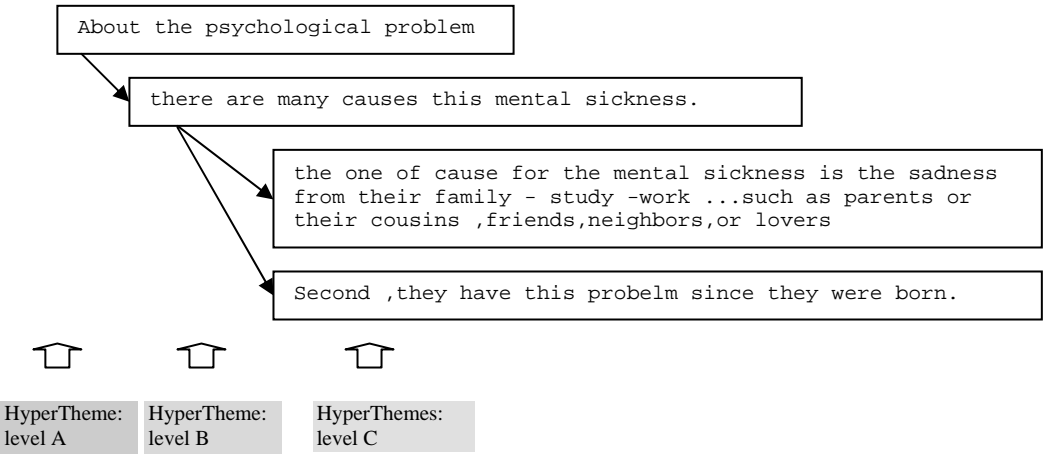 About the psychological problem
there are many causes this mental sickness.
the one of cause for the mental sickness is the sadness
from their family - study -work ...such as parents or
their cousins ,friends,neighbors,or lovers
Second ,they have this probelm since they were born.
HyperTheme: level A
HyperTheme: level B
HyperThemes: level C